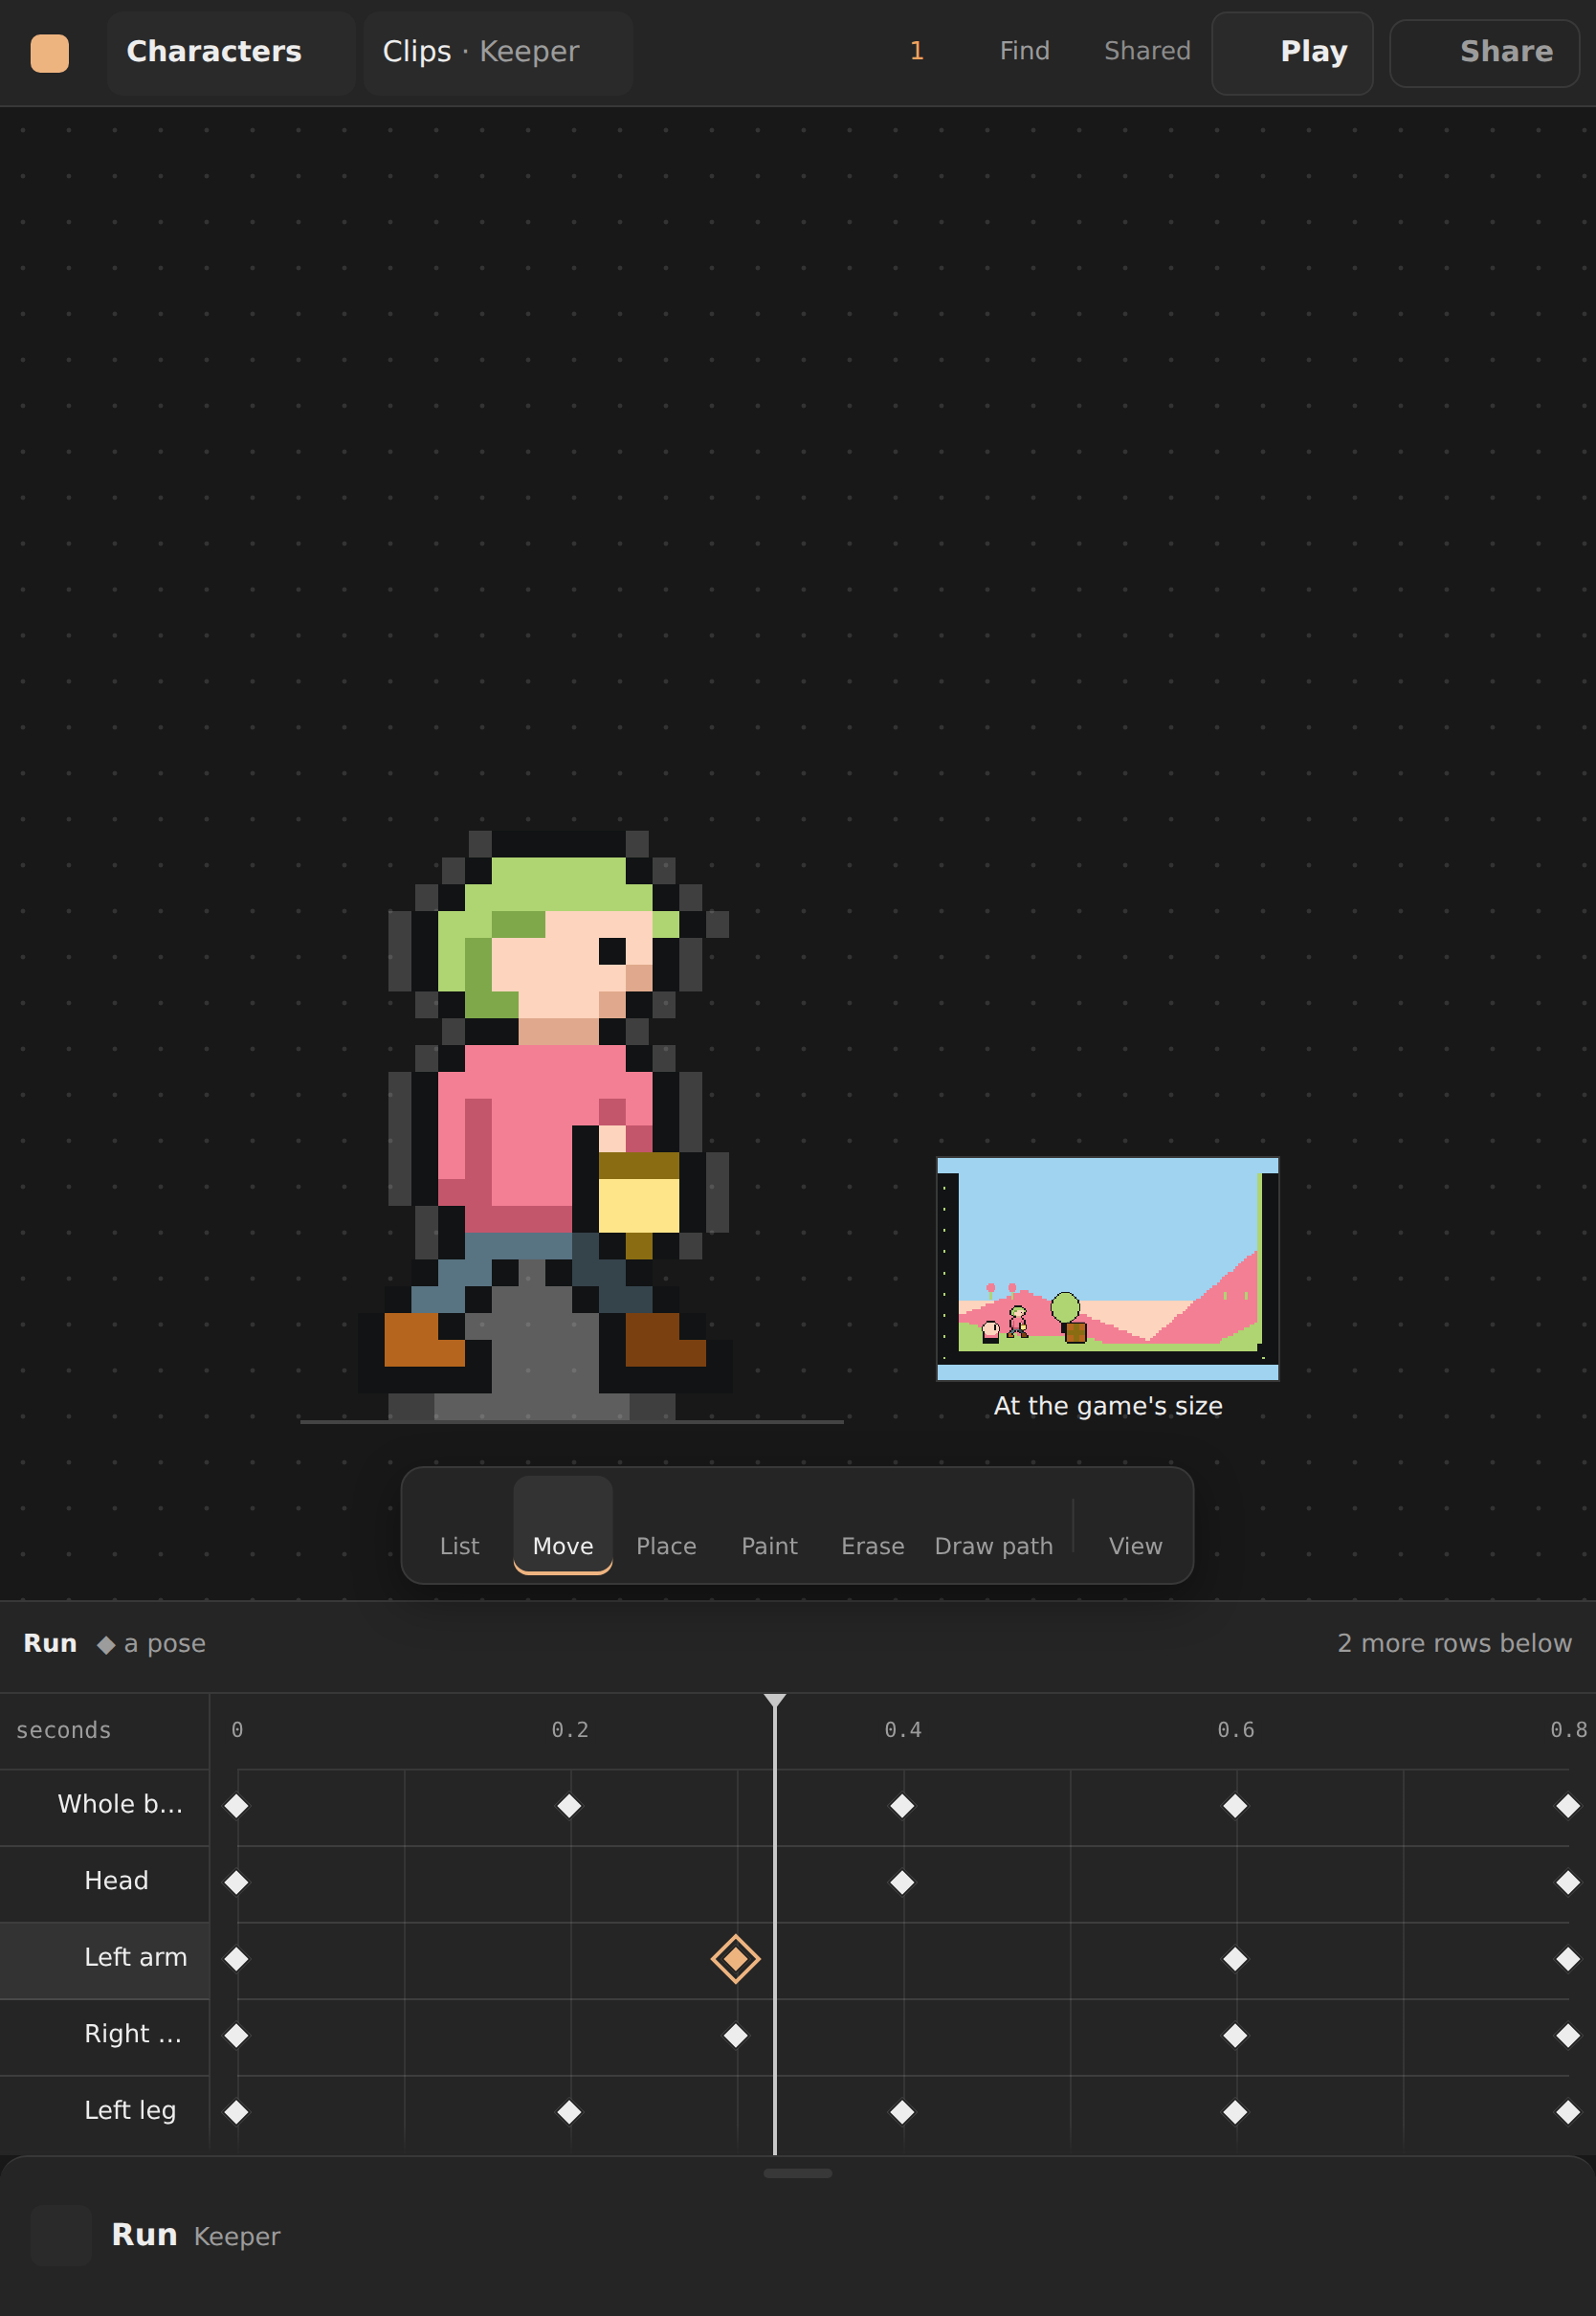 Characters
Clips · Keeper
1
Find
Shared
Play
Share
At the game's size
List
Move
Place
Paint
Erase
Draw path
View
Run ◆ a pose
2 more rows below
seconds
0
0.2
0.4
0.6
0.8
Whole b…
Head
Left arm
Right …
Left leg
Run Keeper